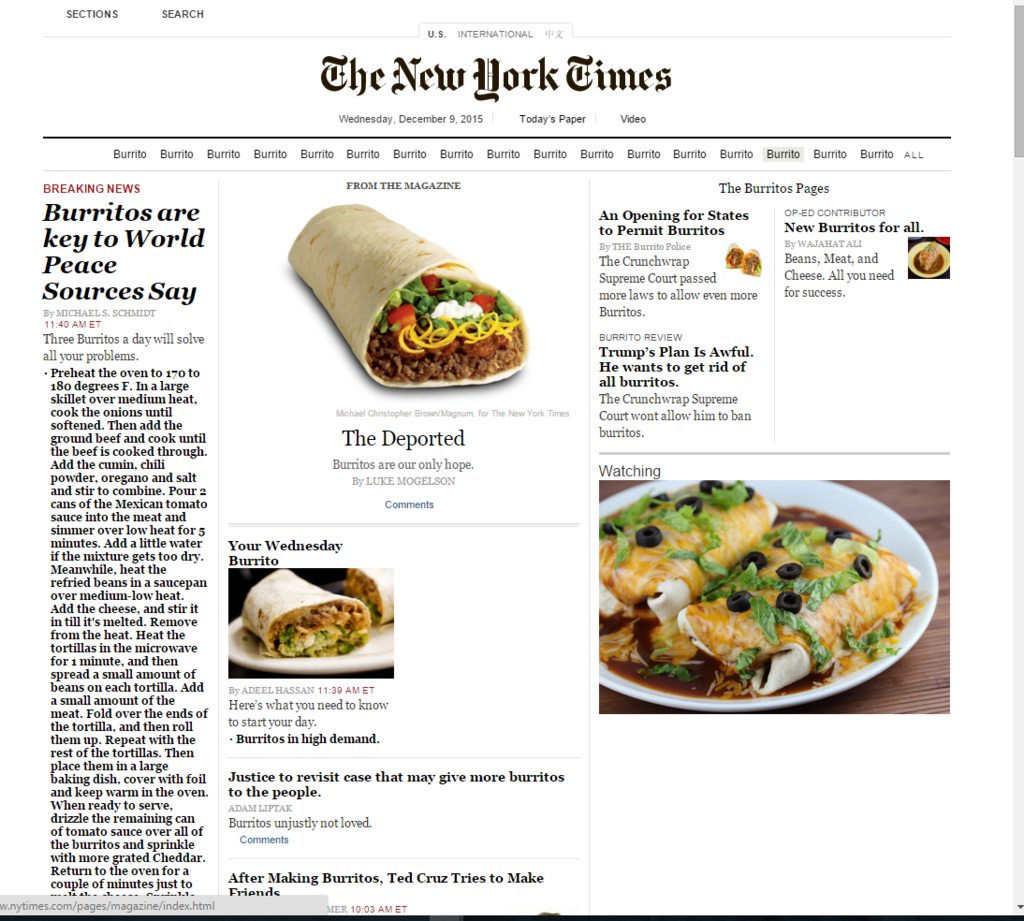 SECTIONS SEARCH
U.S. INTERNATIONAL 中文
The New York Times
Wednesday, December 9, 2015 Today's Paper Video
Burrito Burrito Burrito Burrito Burrito Burrito Burrito Burrito Burrito Burrito Burrito Burrito Burrito Burrito Burrito Burrito Burrito ALL
BREAKING NEWS
Burritos are
key to World
Peace
Sources Say
By MICHAEL S. SCHMIDT
11:40 AM ET
Three Burritos a day will solve
all your problems.
· Preheat the oven to 170 to
180 degrees F. In a large
skillet over medium heat,
cook the onions until
softened. Then add the
ground beef and cook until
the beef is cooked through.
Add the cumin, chili
powder, oregano and salt
and stir to combine. Pour 2
cans of the Mexican tomato
sauce into the meat and
simmer over low heat for 5
minutes. Add a little water
if the mixture gets too dry.
Meanwhile, heat the
refried beans in a saucepan
over medium-low heat.
Add the cheese, and stir it
in till it's melted. Remove
from the heat. Heat the
tortillas in the microwave
for 1 minute, and then
spread a small amount of
beans on each tortilla. Add
a small amount of the
meat. Fold over the ends of
the tortilla, and then roll
them up. Repeat with the
rest of the tortillas. Then
place them in a large
baking dish, cover with foil
and keep warm in the oven.
When ready to serve,
drizzle the remaining can
of tomato sauce over all of
the burritos and sprinkle
with more grated Cheddar.
Return to the oven for a
couple of minutes just to
melt the cheese. Sprinkle
FROM THE MAGAZINE
Michael Christopher Brown/Magnum, for The New York Times
The Deported
Burritos are our only hope.
By LUKE MOGELSON
Comments
Your Wednesday
Burrito
By ADEEL HASSAN 11:39 AM ET
Here's what you need to know
to start your day.
· Burritos in high demand.
Justice to revisit case that may give more burritos
to the people.
ADAM LIPTAK
Burritos unjustly not loved.
Comments
After Making Burritos, Ted Cruz Tries to Make
Friends
MER 10:03 AM ET
The Burritos Pages
An Opening for States
to Permit Burritos
By THE Burrito Police
The Crunchwrap
Supreme Court passed
more laws to allow even more
Burritos.
BURRITO REVIEW
Trump's Plan Is Awful.
He wants to get rid of
all burritos.
The Crunchwrap Supreme
Court wont allow him to ban
burritos.
OP-ED CONTRIBUTOR
New Burritos for all.
By WAJAHAT ALI
Beans, Meat, and
Cheese. All you need
for success.
Watching
w.nytimes.com/pages/magazine/index.html